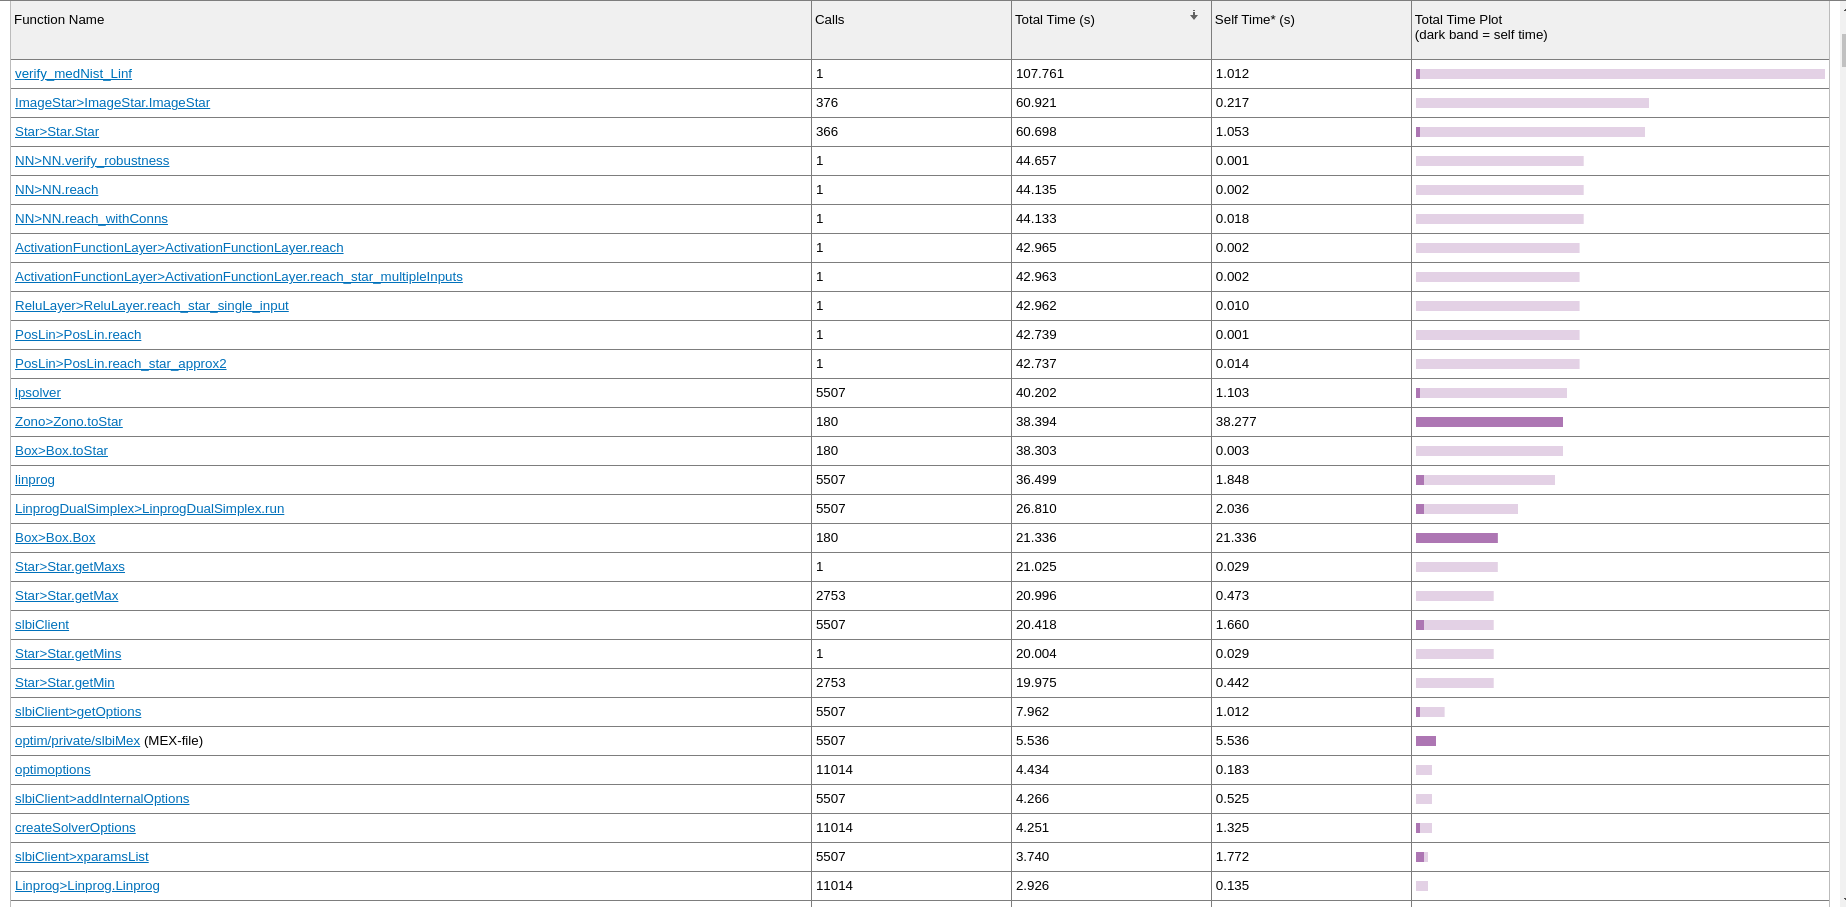 Function Name Calls Total Time (s) Self Time* (s) Total Time Plot
(dark band = self time)
verify_medNist_Linf 1 107.761 1.012
ImageStar>ImageStar.ImageStar 376 60.921 0.217
Star>Star.Star 366 60.698 1.053
NN>NN.verify_robustness 1 44.657 0.001
NN>NN.reach 1 44.135 0.002
NN>NN.reach_withConns 1 44.133 0.018
ActivationFunctionLayer>ActivationFunctionLayer.reach 1 42.965 0.002
ActivationFunctionLayer>ActivationFunctionLayer.reach_star_multipleInputs 1 42.963 0.002
ReluLayer>ReluLayer.reach_star_single_input 1 42.962 0.010
PosLin>PosLin.reach 1 42.739 0.001
PosLin>PosLin.reach_star_approx2 1 42.737 0.014
lpsolver 5507 40.202 1.103
Zono>Zono.toStar 180 38.394 38.277
Box>Box.toStar 180 38.303 0.003
linprog 5507 36.499 1.848
LinprogDualSimplex>LinprogDualSimplex.run 5507 26.810 2.036
Box>Box.Box 180 21.336 21.336
Star>Star.getMaxs 1 21.025 0.029
Star>Star.getMax 2753 20.996 0.473
slbiClient 5507 20.418 1.660
Star>Star.getMins 1 20.004 0.029
Star>Star.getMin 2753 19.975 0.442
slbiClient>getOptions 5507 7.962 1.012
optim/private/slbiMex (MEX-file) 5507 5.536 5.536
optimoptions 11014 4.434 0.183
slbiClient>addInternalOptions 5507 4.266 0.525
createSolverOptions 11014 4.251 1.325
slbiClient>xparamsList 5507 3.740 1.772
Linprog>Linprog.Linprog 11014 2.926 0.135